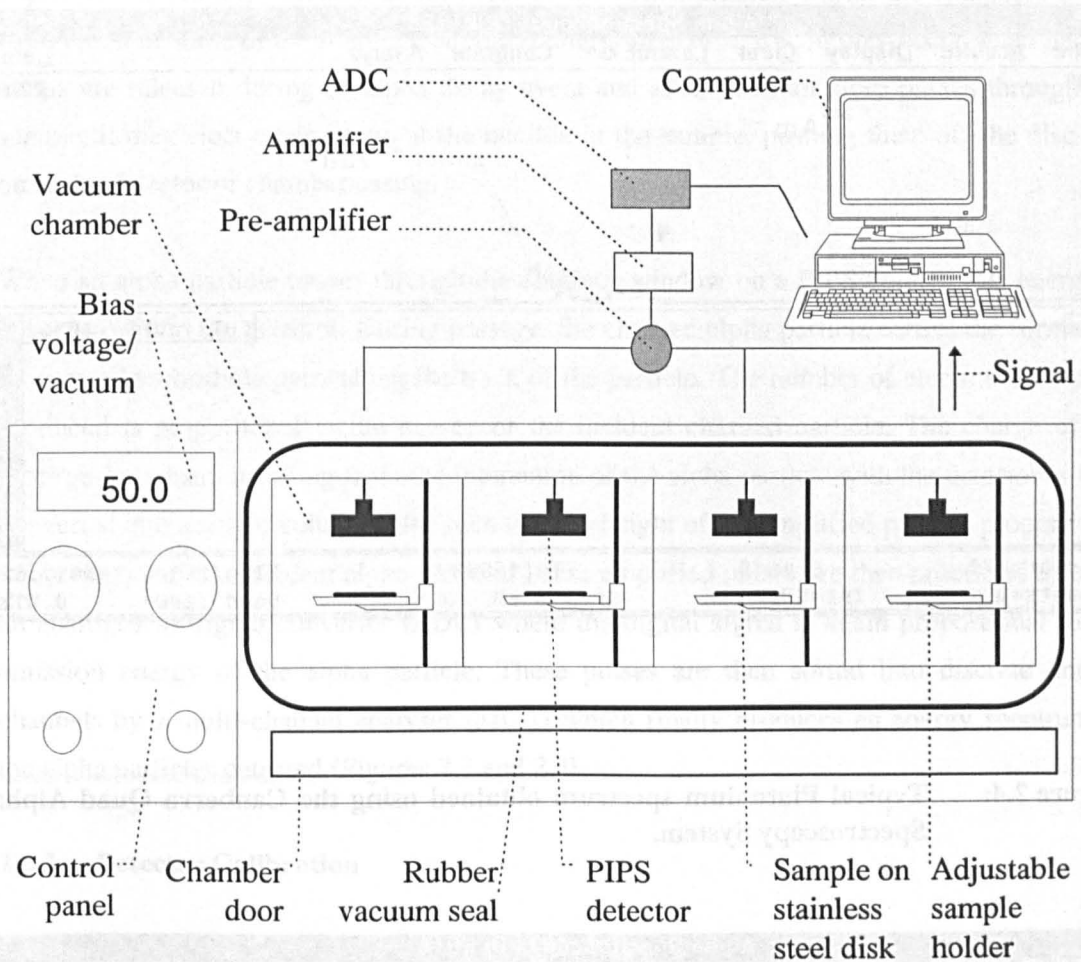 ADC
Computer
Amplifier
Pre-amplifier
Vacuum
chamber
Bias
voltage/
vacuum
Signal
50.0
Control
panel
Chamber
door
Rubber
vacuum seal
PIPS
detector
Sample on
stainless
steel disk
Adjustable
sample
holder